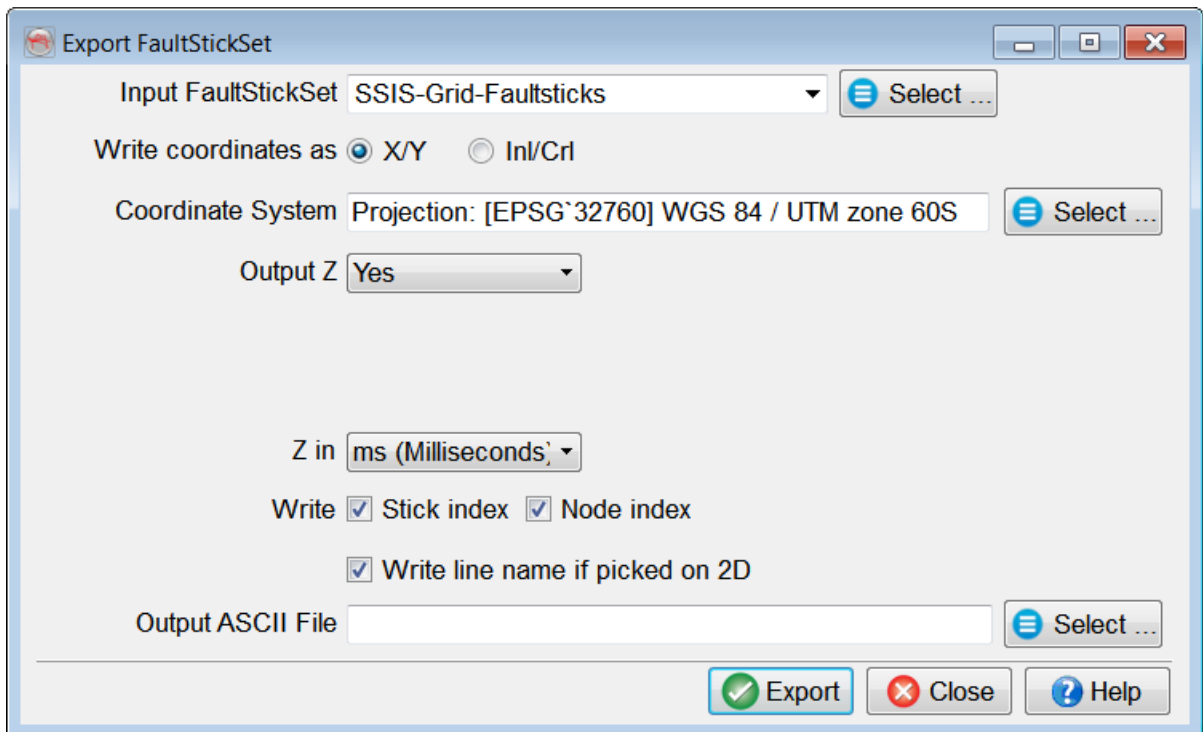 Export FaultStickSet
Input FaultStickSet SSIS-Grid-Faultsticks Select ...
Write coordinates as X/Y Inl/Crl
Coordinate System Projection: [EPSG`32760] WGS 84 / UTM zone 60S Select ...
Output Z Yes
Z in ms (Milliseconds)
Write Stick index Node index
Write line name if picked on 2D
Output ASCII File Select ...
Export Close Help